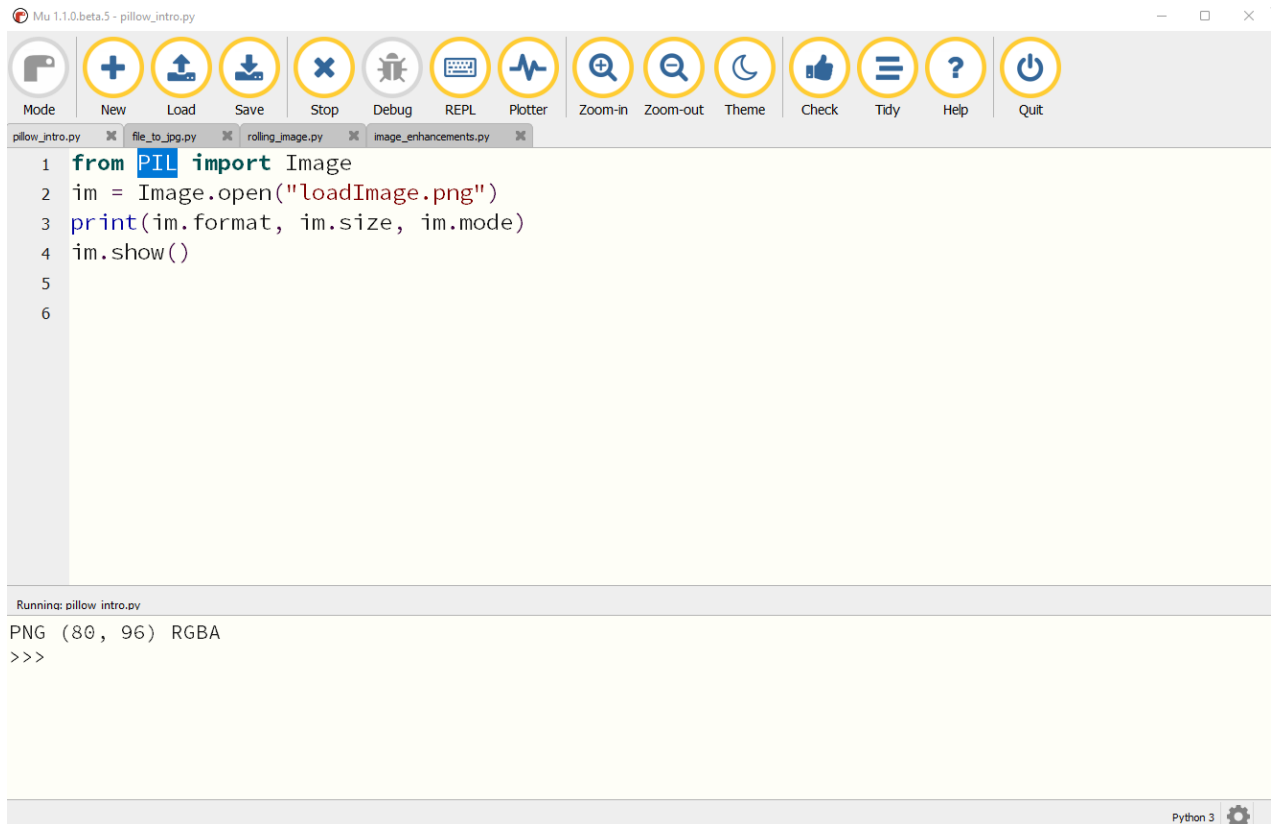 Mu 1.1.0.beta.5 - pillow_intro.py
Mode New Load Save Stop Debug REPL Plotter Zoom-in Zoom-out Theme Check Tidy Help Quit
pillow_intro.py file_to_jpg.py rolling_image.py image_enhancements.py
1 from PIL import Image
2 im = Image.open("loadImage.png")
3 print(im.format, im.size, im.mode)
4 im.show()
5
6
Running: pillow_intro.py
PNG (80, 96) RGBA
>>>
Python 3